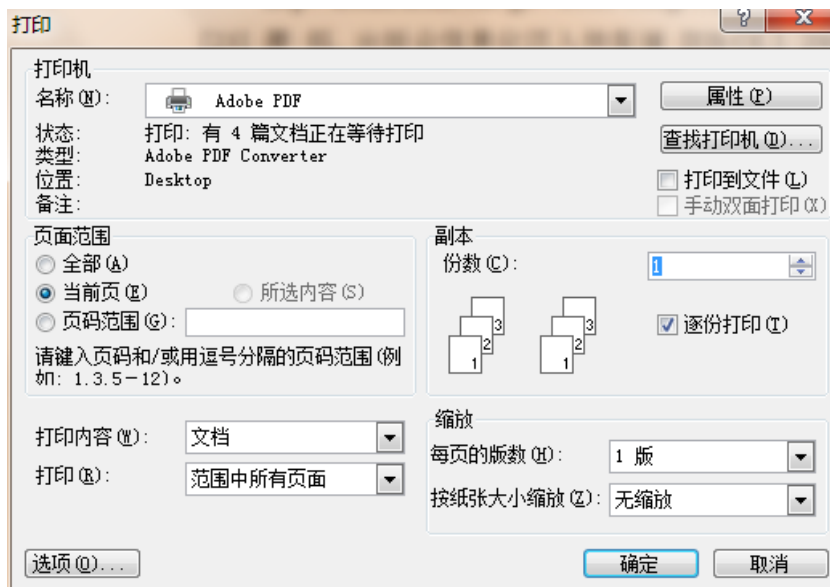 打印
打印机
名称(N):
Adobe PDF
属性(P)
状态:
打印: 有 4 篇文档正在等待打印
查找打印机(D)...
类型:
Adobe PDF Converter
位置:
Desktop
打印到文件(L)
备注:
手动双面打印(X)
页面范围
全部(A)
当前页(E)
所选内容(S)
页码范围(G):
请键入页码和/或用逗号分隔的页码范围(例
如: 1.3.5-12)。
副本
份数(C):
1
1 2 3
1 2 3
逐份打印(T)
打印内容(W):
文档
打印(R):
范围中所有页面
缩放
每页的版数(H):
1 版
按纸张大小缩放(Z):
无缩放
选项(O)...
确定
取消